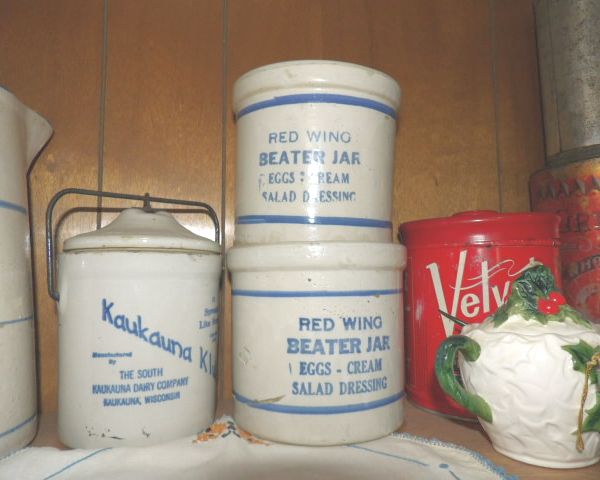 RED WING
BEATER JAR
EGGS - CREAM
SALAD DRESSING
RED WING
BEATER JAR
EGGS - CREAM
SALAD DRESSING
Kaukauna Kl
Manufactured
By
THE SOUTH
KAUKAUNA DAIRY COMPANY
KAUKAUNA, WISCONSIN
Velve